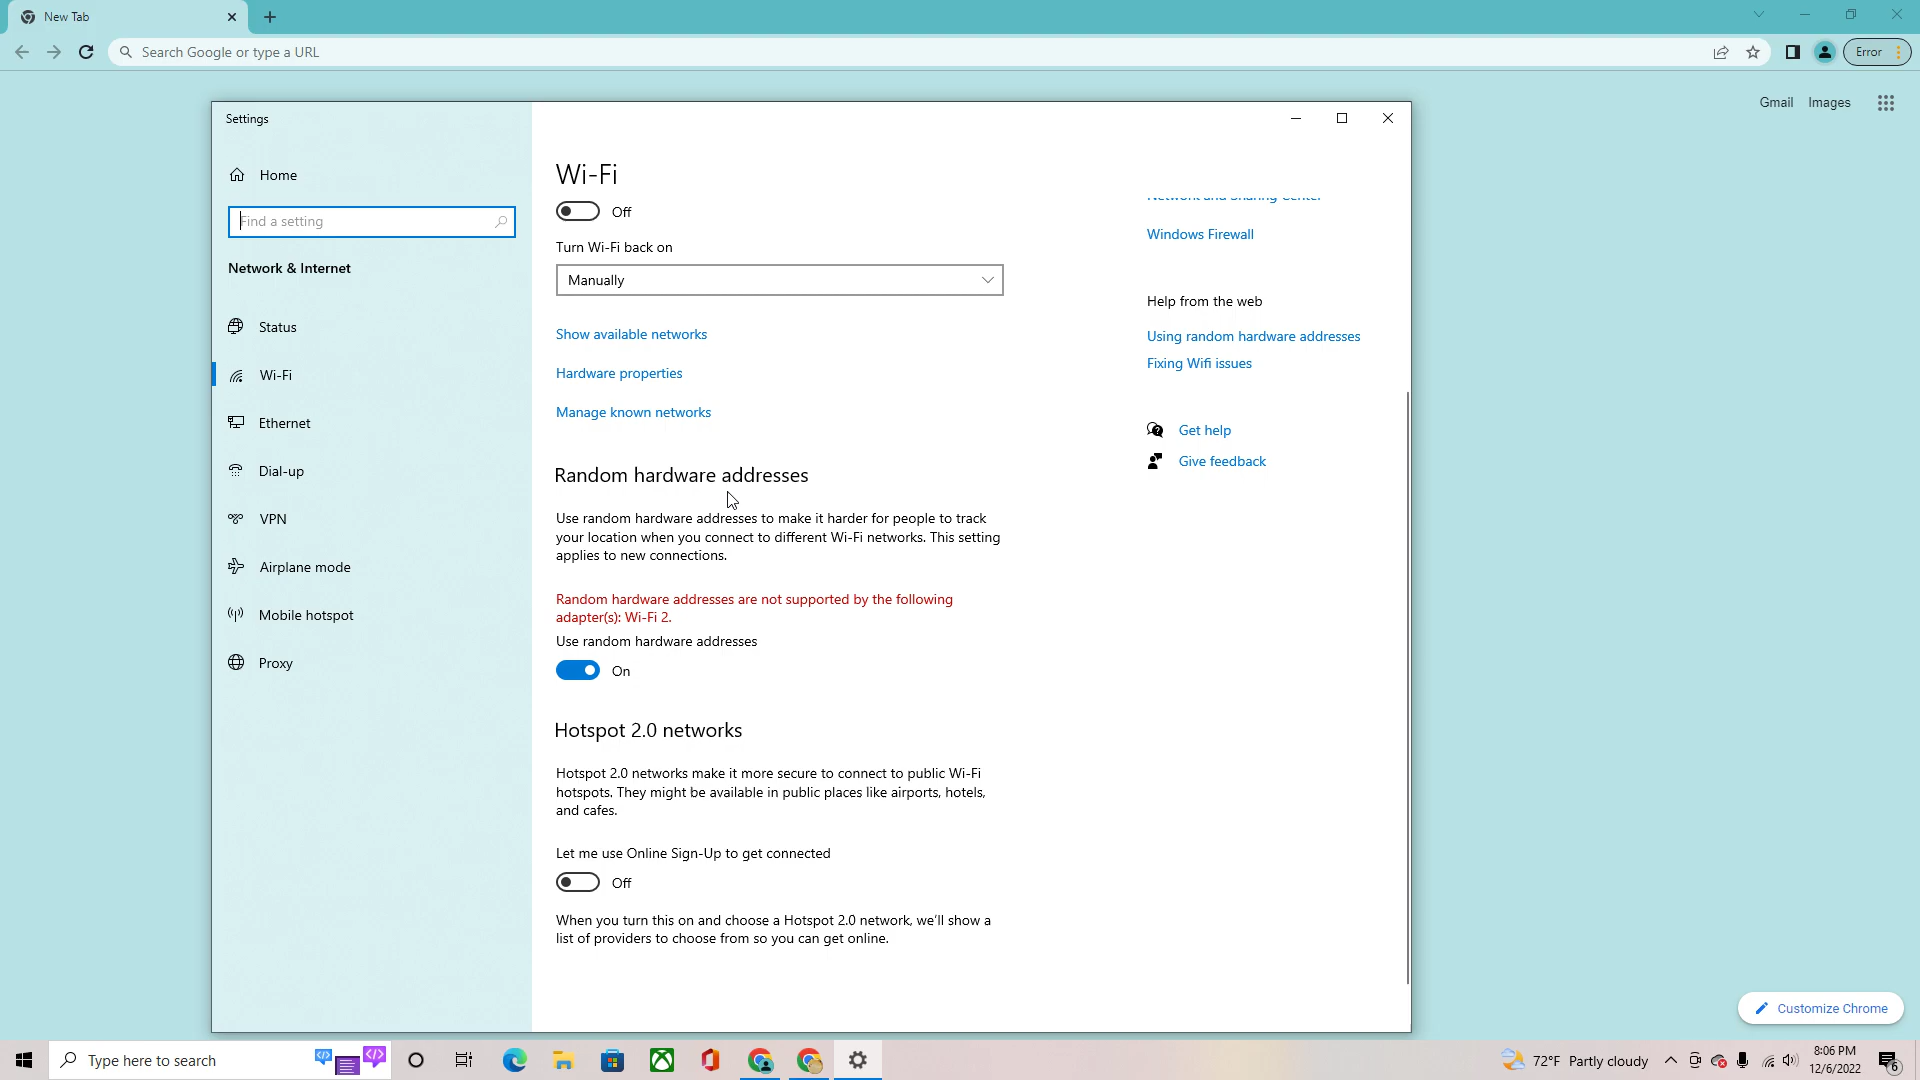 New Tab
Search Google or type a URL
Error
Gmail Images
Settings
Home
Find a setting
Network & Internet
Status
Wi-Fi
Ethernet
Dial-up
VPN
Airplane mode
Mobile hotspot
Proxy
Wi-Fi
Off
Turn Wi-Fi back on
Manually
Show available networks
Hardware properties
Manage known networks
Random hardware addresses
Use random hardware addresses to make it harder for people to track
your location when you connect to different Wi-Fi networks. This setting
applies to new connections.
Random hardware addresses are not supported by the following
adapter(s): Wi-Fi 2.
Use random hardware addresses
On
Hotspot 2.0 networks
Hotspot 2.0 networks make it more secure to connect to public Wi-Fi
hotspots. They might be available in public places like airports, hotels,
and cafes.
Let me use Online Sign-Up to get connected
Off
When you turn this on and choose a Hotspot 2.0 network, we'll show a
list of providers to choose from so you can get online.
Network and Sharing Center
Windows Firewall
Help from the web
Using random hardware addresses
Fixing Wifi issues
Get help
Give feedback
Customize Chrome
Type here to search
72°F Partly cloudy
8:06 PM
12/6/2022
6